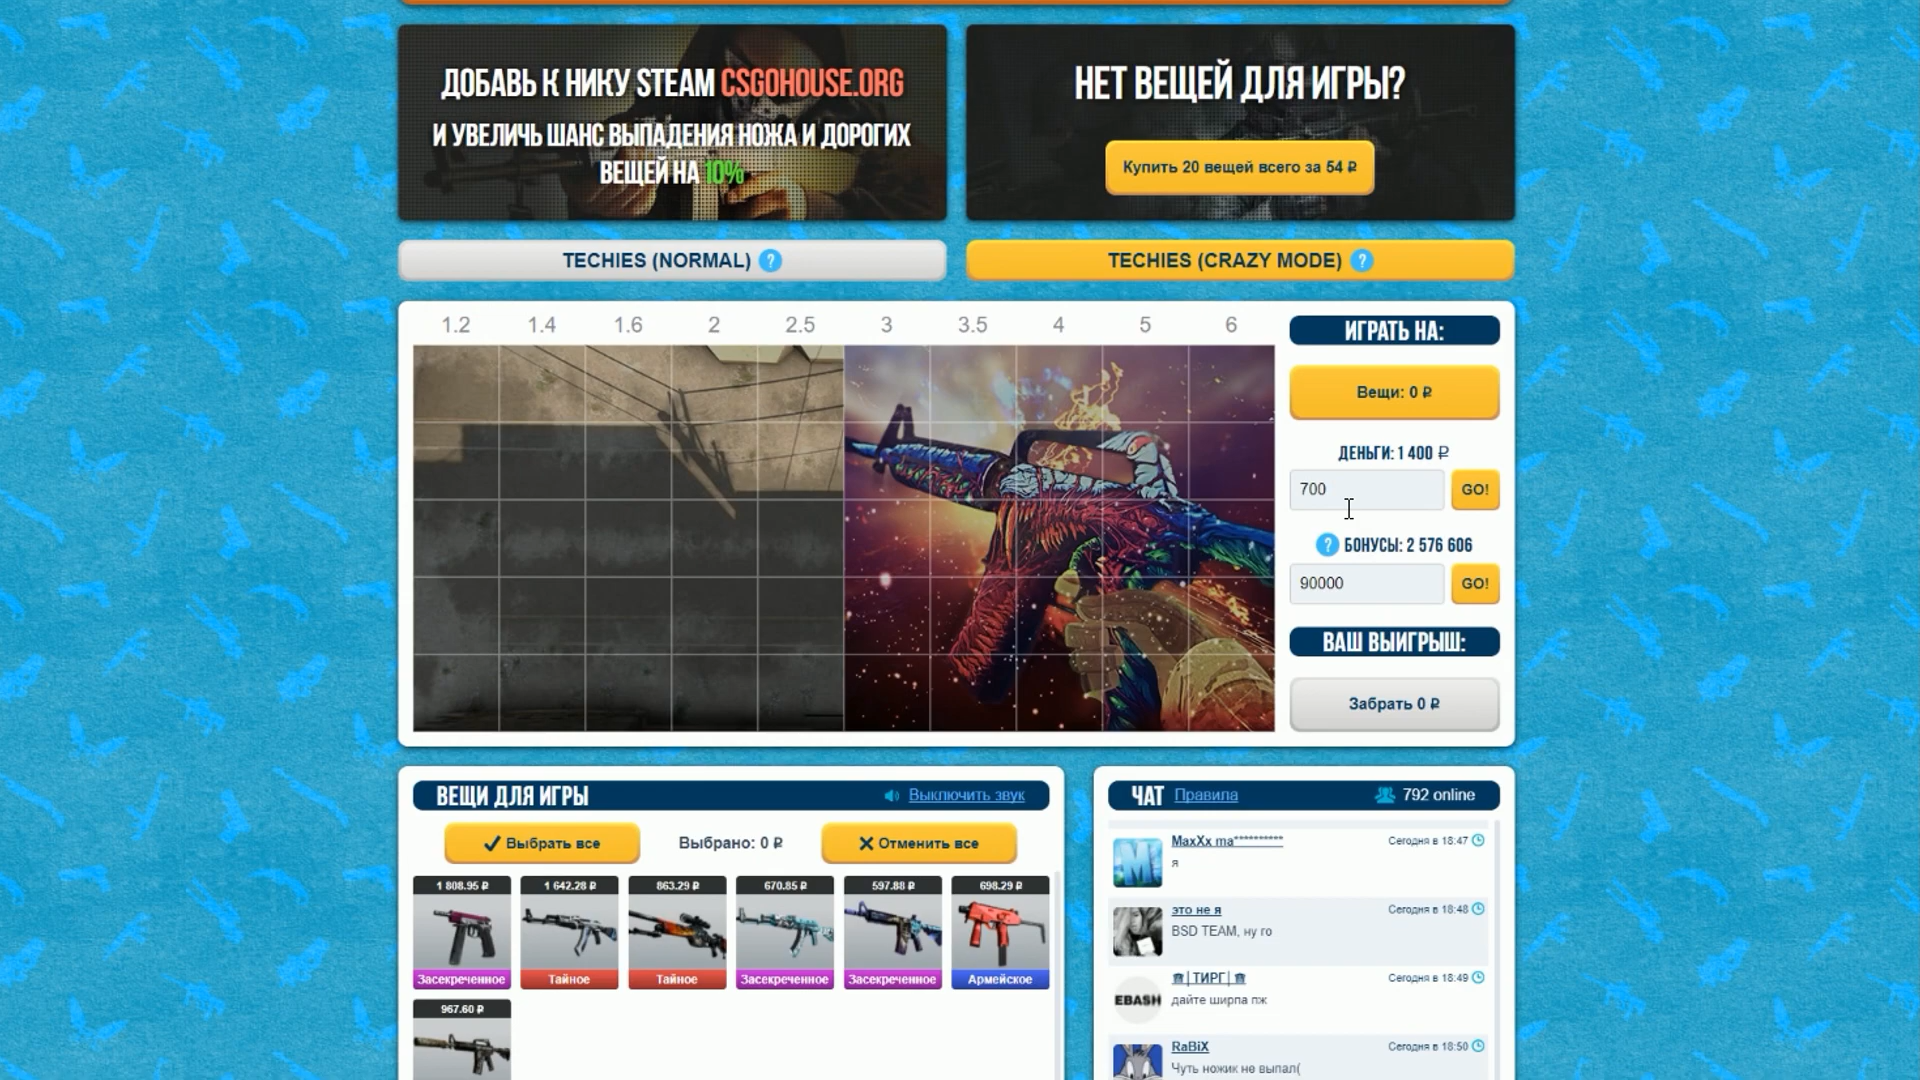 ДОБАВЬ К НИКУ STEAM CSGOHOUSE.ORG
И УВЕЛИЧЬ ШАНС ВЫПАДЕНИЯ НОЖА И ДОРОГИХ
ВЕЩЕЙ НА 10%
НЕТ ВЕЩЕЙ ДЛЯ ИГРЫ?
Купить 20 вещей всего за 54 ₽
TECHIES (NORMAL) ?
TECHIES (CRAZY MODE) ?
1.2 1.4 1.6 2 2.5 3 3.5 4 5 6
ИГРАТЬ НА:
Вещи: 0 ₽
ДЕНЬГИ: 1 400 ₽
700 GO!
? БОНУСЫ: 2 576 606
90000 GO!
ВАШ ВЫИГРЫШ:
Забрать 0 ₽
ВЕЩИ ДЛЯ ИГРЫ Выключить звук
Выбрать все Выбрано: 0 ₽ Отменить все
1 808.95 ₽ 1 642.28 ₽ 863.29 ₽ 670.85 ₽ 597.88 ₽ 698.29 ₽
Засекреченное Тайное Тайное Засекреченное Засекреченное Армейское
967.60 ₽
ЧАТ Правила 792 online
MaxXx ma********** Сегодня в 18:47
я
это не я Сегодня в 18:48
BSD TEAM, ну го
☎│ТИРГ│☎ Сегодня в 18:49
EBASH дайте ширпа пж
RaBiX Сегодня в 18:50
Чуть ножик не выпал(